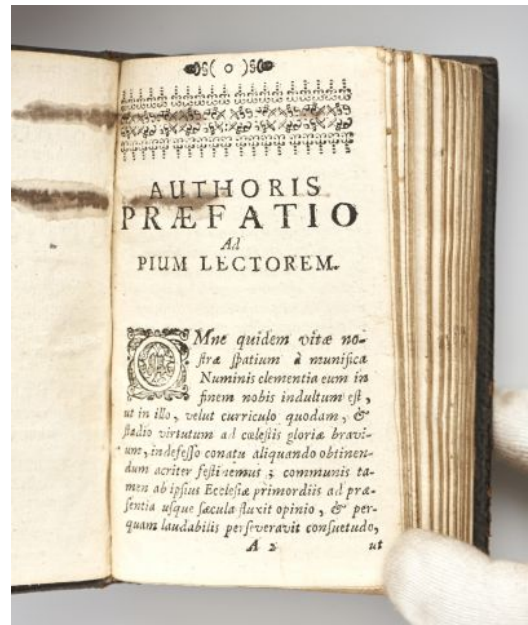 ( o )
AUTHORIS
PRÆFATIO
Ad
PIUM LECTOREM.
OMne quidem vitæ no-
ſtræ ſpatium à munifica
Numinis clementia eum in
finem nobis indultum eſt,
ut in illo, velut curriculo quodam, &
ſtadio virtutum ad cœleſtis gloriæ bravi-
um, indefeſſo conatu aliquando obtinen-
dum acriter feſtinemus; communis ta-
men ab ipſius Eccleſiæ primordiis ad præ-
ſentia uſque ſæcula fluxit opinio, & per-
quam laudabilis perſeveravit conſuetudo,
A 2 ut